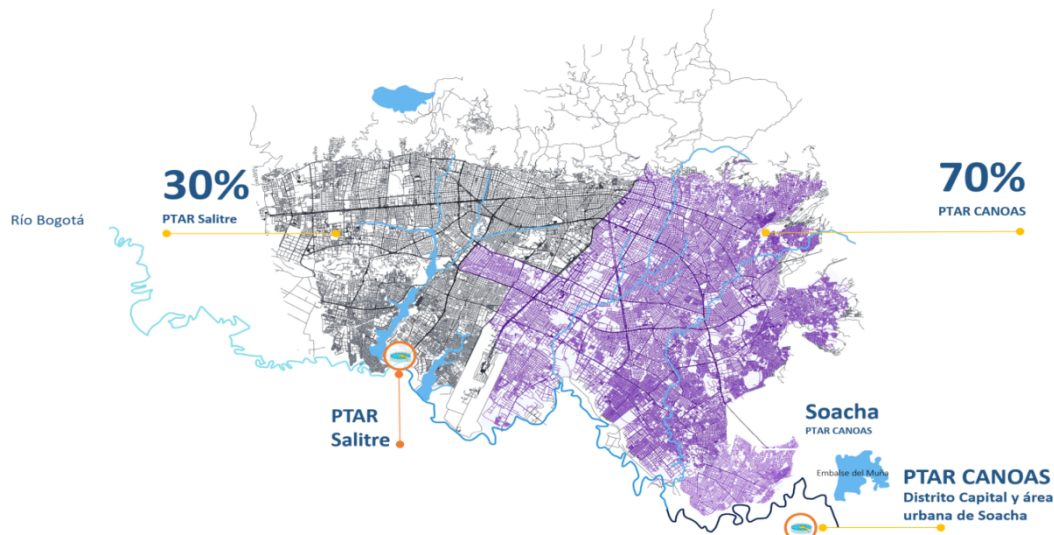 30%
PTAR Salitre
Río Bogotá
70%
PTAR CANOAS
PTAR
Salitre
Soacha
PTAR CANOAS
Embalse del Muña
PTAR CANOAS
Distrito Capital y área
urbana de Soacha